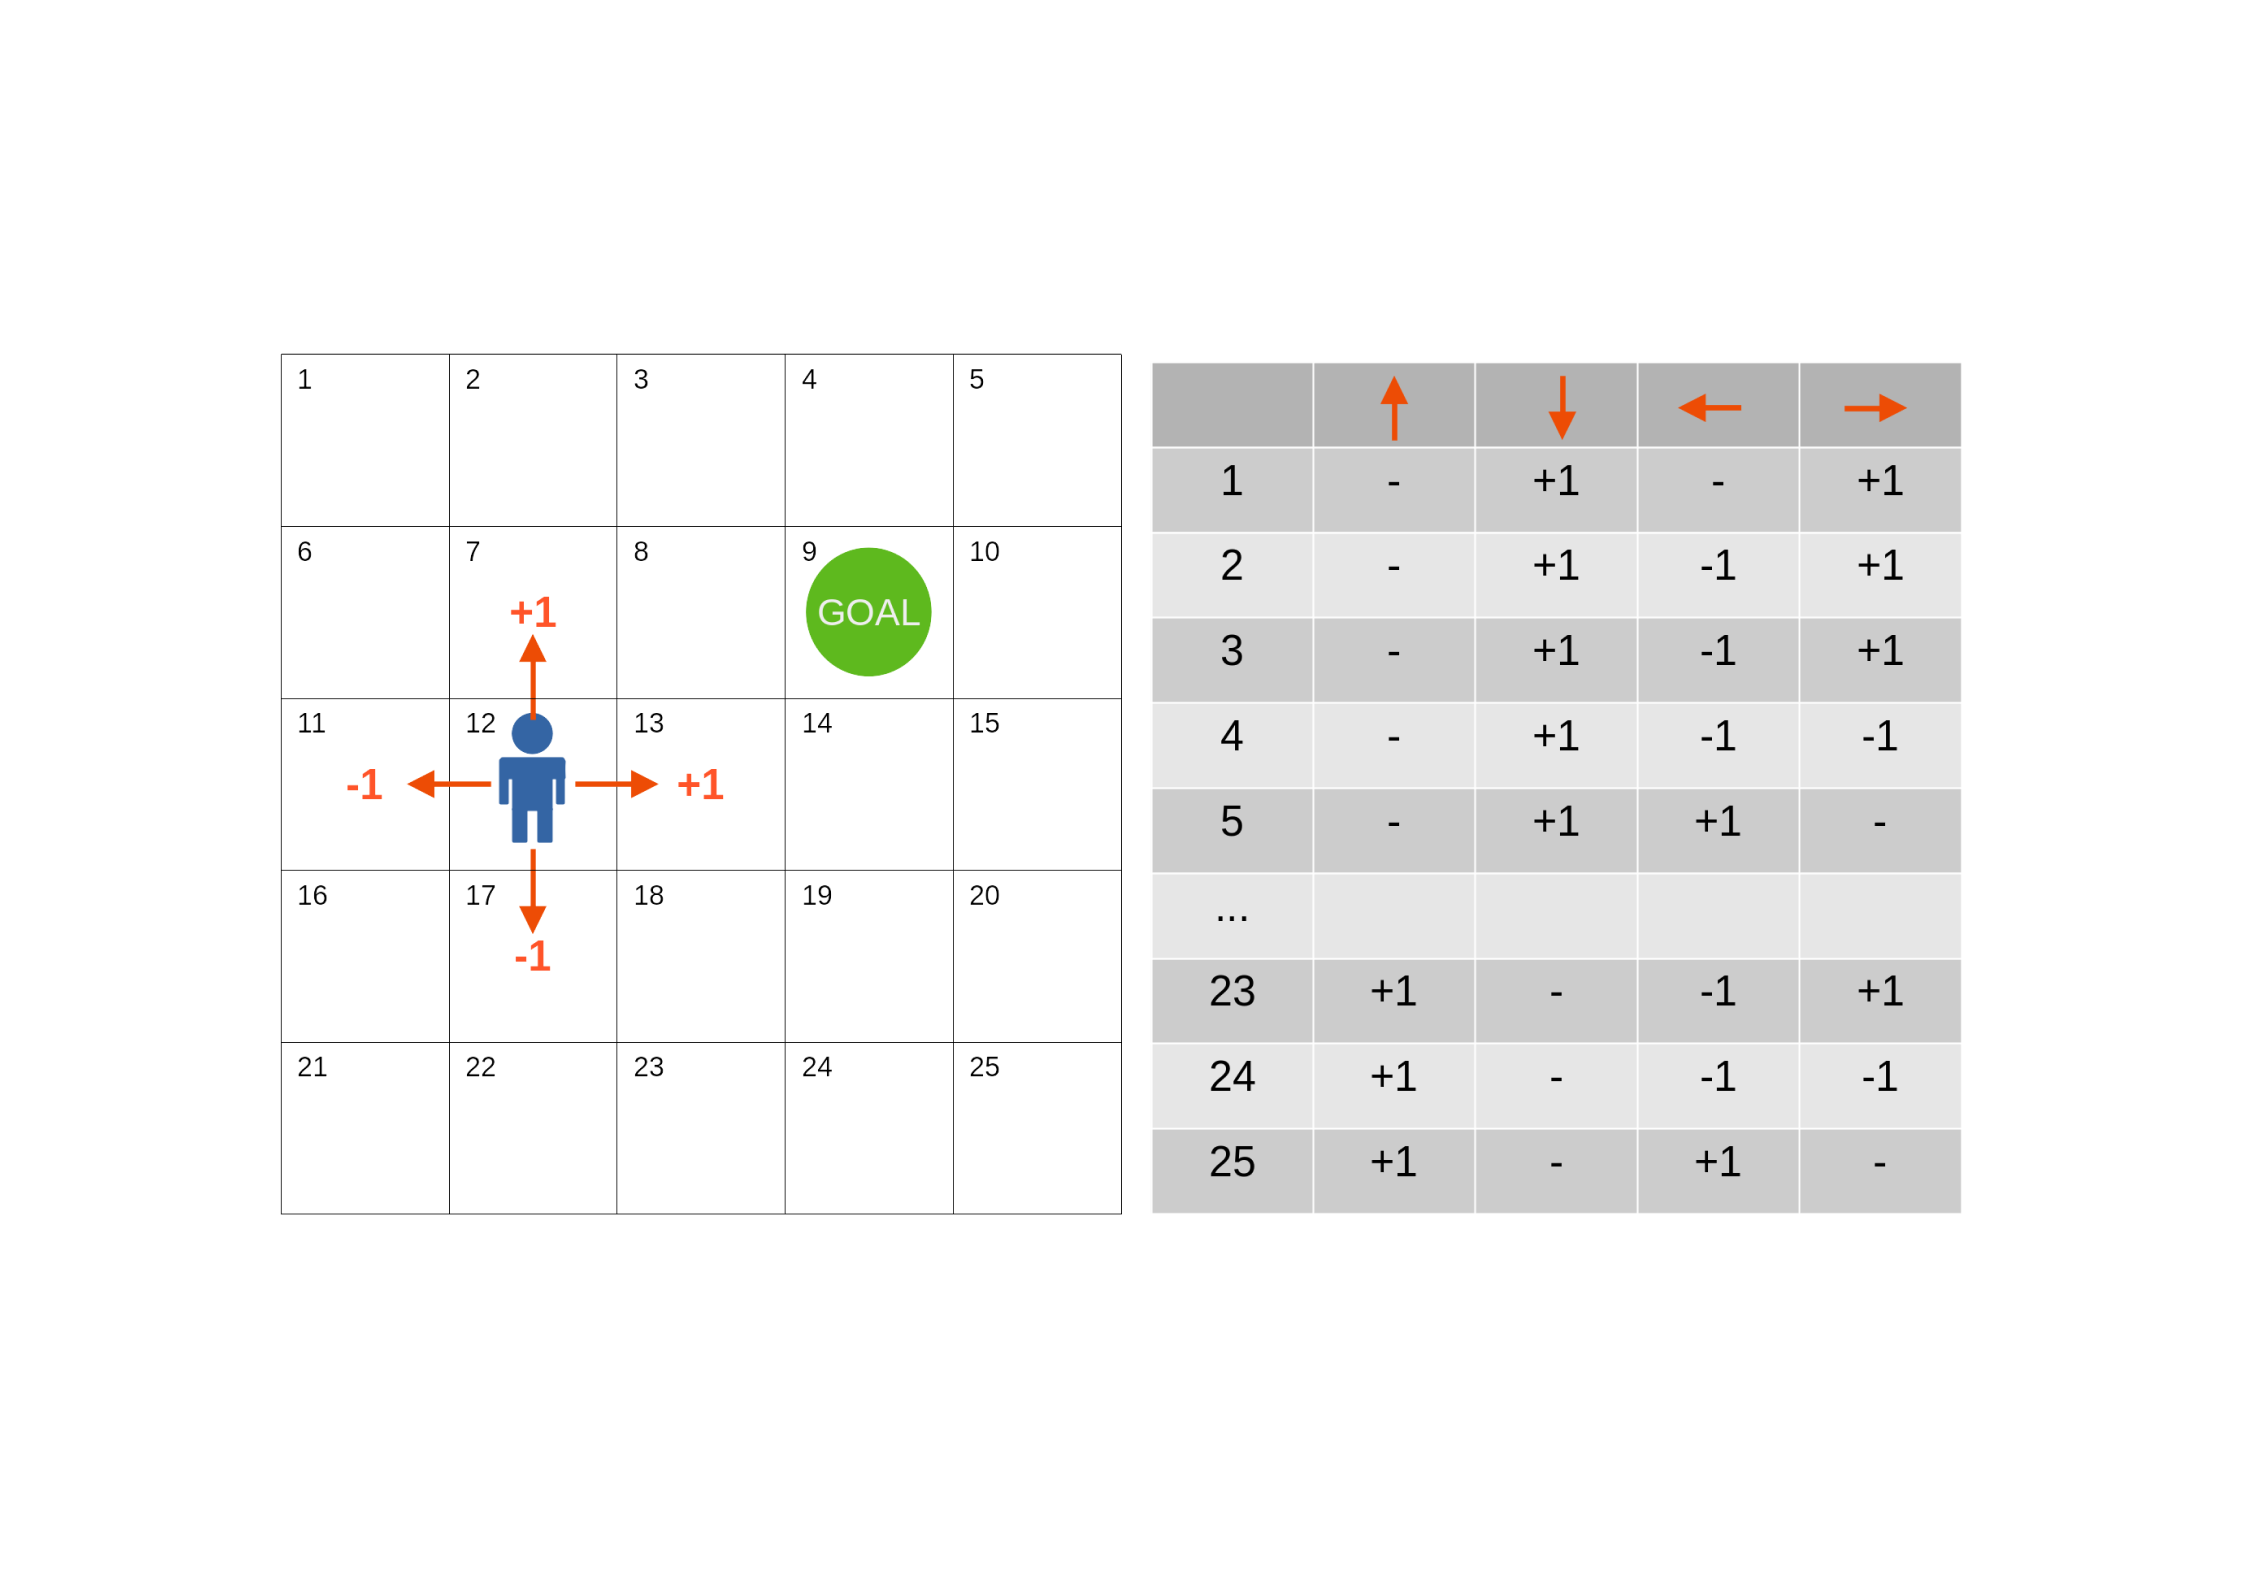 1 2 3 4 5
6 7 8 9 10
+1
GOAL
11 12 13 14 15
-1 +1
16 17 18 19 20
-1
21 22 23 24 25
1 - +1 - +1
2 - +1 -1 +1
3 - +1 -1 +1
4 - +1 -1 -1
5 - +1 +1 -
...
23 +1 - -1 +1
24 +1 - -1 -1
25 +1 - +1 -